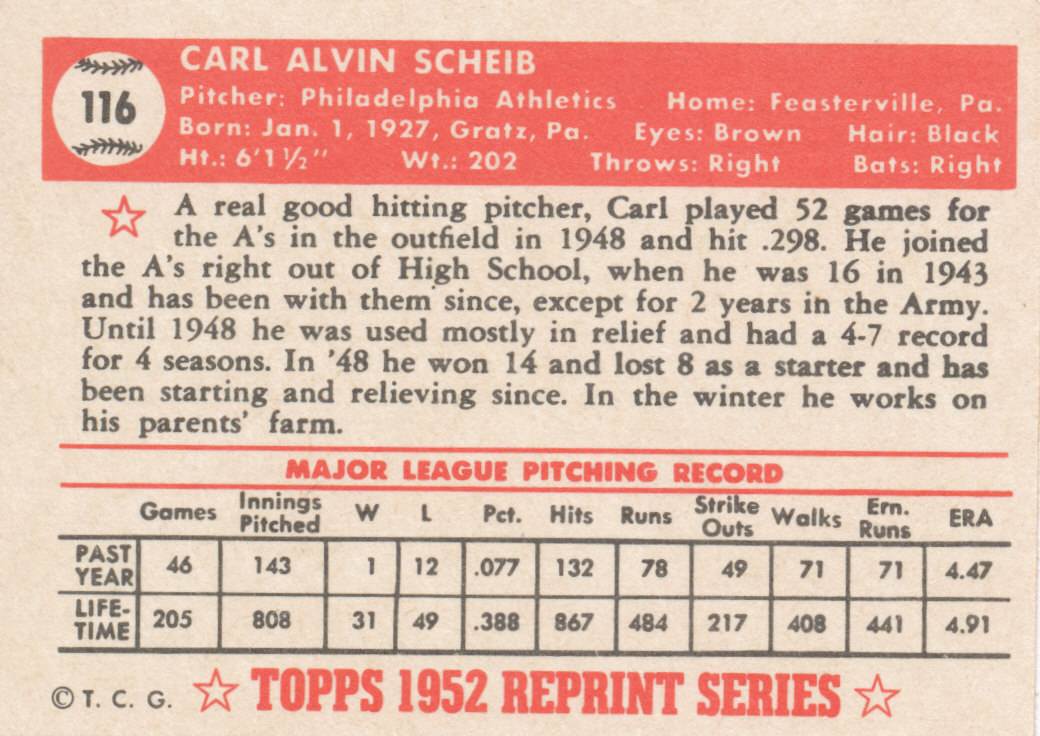 116
CARL ALVIN SCHEIB
Pitcher: Philadelphia Athletics Home: Feasterville, Pa.
Born: Jan. 1, 1927, Gratz, Pa. Eyes: Brown Hair: Black
Ht.: 6'1½" Wt.: 202 Throws: Right Bats: Right
A real good hitting pitcher, Carl played 52 games for
the A's in the outfield in 1948 and hit .298. He joined
the A's right out of High School, when he was 16 in 1943
and has been with them since, except for 2 years in the Army.
Until 1948 he was used mostly in relief and had a 4-7 record
for 4 seasons. In '48 he won 14 and lost 8 as a starter and has
been starting and relieving since. In the winter he works on
his parents' farm.
MAJOR LEAGUE PITCHING RECORD
Games Innings Pitched W L Pct. Hits Runs Strike Outs Walks Ern. Runs ERA
PAST YEAR 46 143 1 12 .077 132 78 49 71 71 4.47
LIFE-TIME 205 808 31 49 .388 867 484 217 408 441 4.91
© T. C. G. TOPPS 1952 REPRINT SERIES